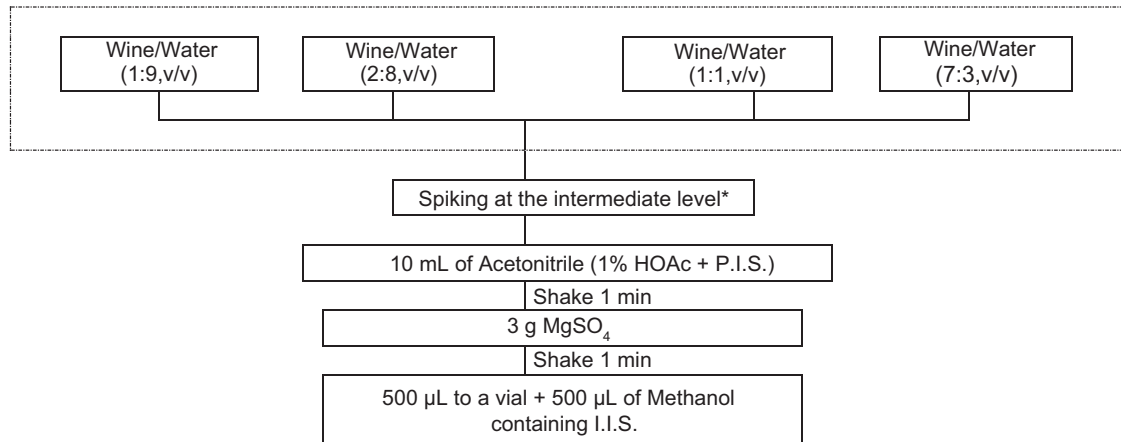 Wine/Water
(1:9,v/v)
Wine/Water
(2:8,v/v)
Wine/Water
(1:1,v/v)
Wine/Water
(7:3,v/v)
Spiking at the intermediate level*
10 mL of Acetonitrile (1% HOAc + P.I.S.)
Shake 1 min
3 g MgSO₄
Shake 1 min
500 µL to a vial + 500 µL of Methanol
containing I.I.S.